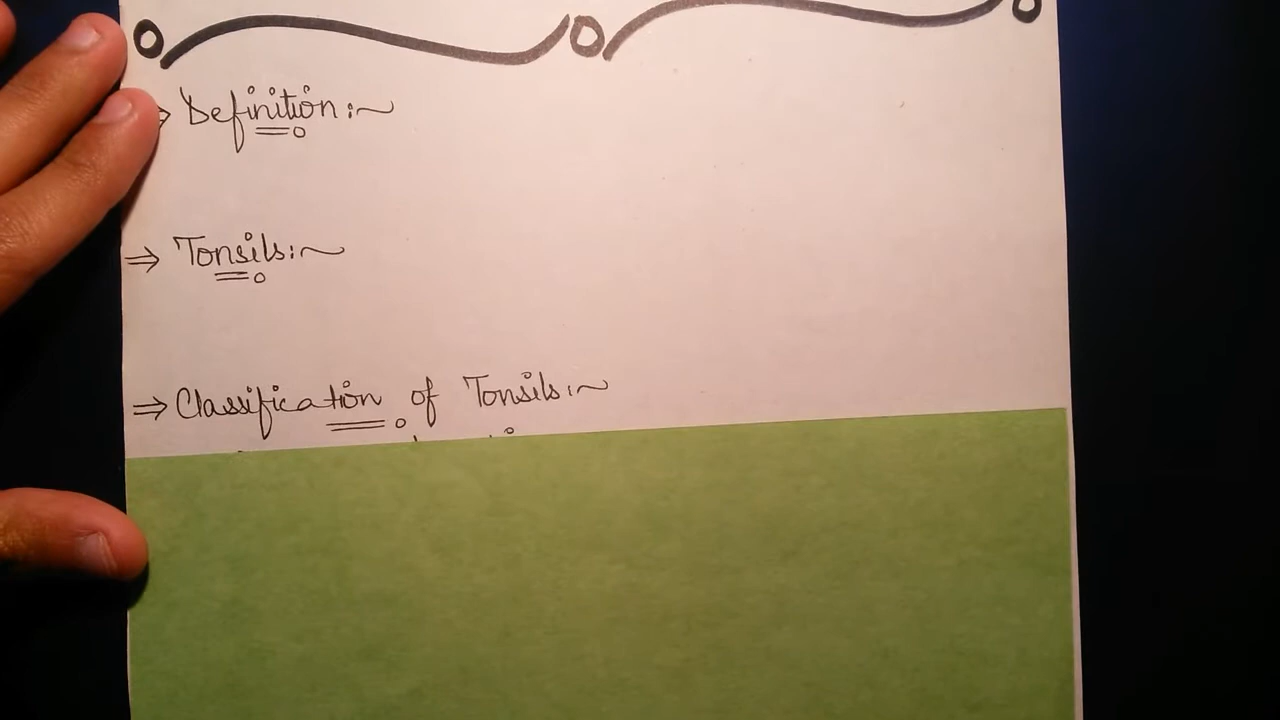 ⇒ Definition:~
⇒ Tonsils:~
⇒ Classification of Tonsils:~